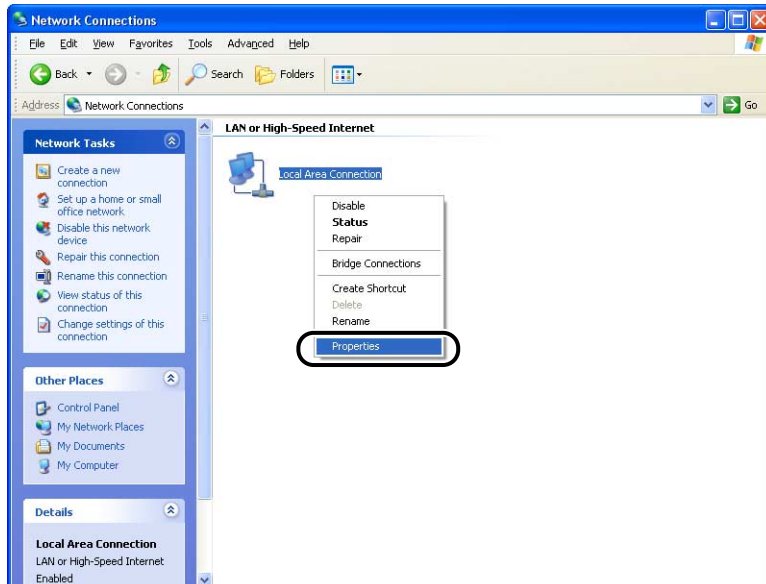 Network Connections
File Edit View Favorites Tools Advanced Help
Back Search Folders
Address Network Connections Go
Network Tasks
Create a new
connection
Set up a home or small
office network
Disable this network
device
Repair this connection
Rename this connection
View status of this
connection
Change settings of this
connection
Other Places
Control Panel
My Network Places
My Documents
My Computer
Details
Local Area Connection
LAN or High-Speed Internet
Enabled
LAN or High-Speed Internet
Local Area Connection
Disable
Status
Repair
Bridge Connections
Create Shortcut
Delete
Rename
Properties